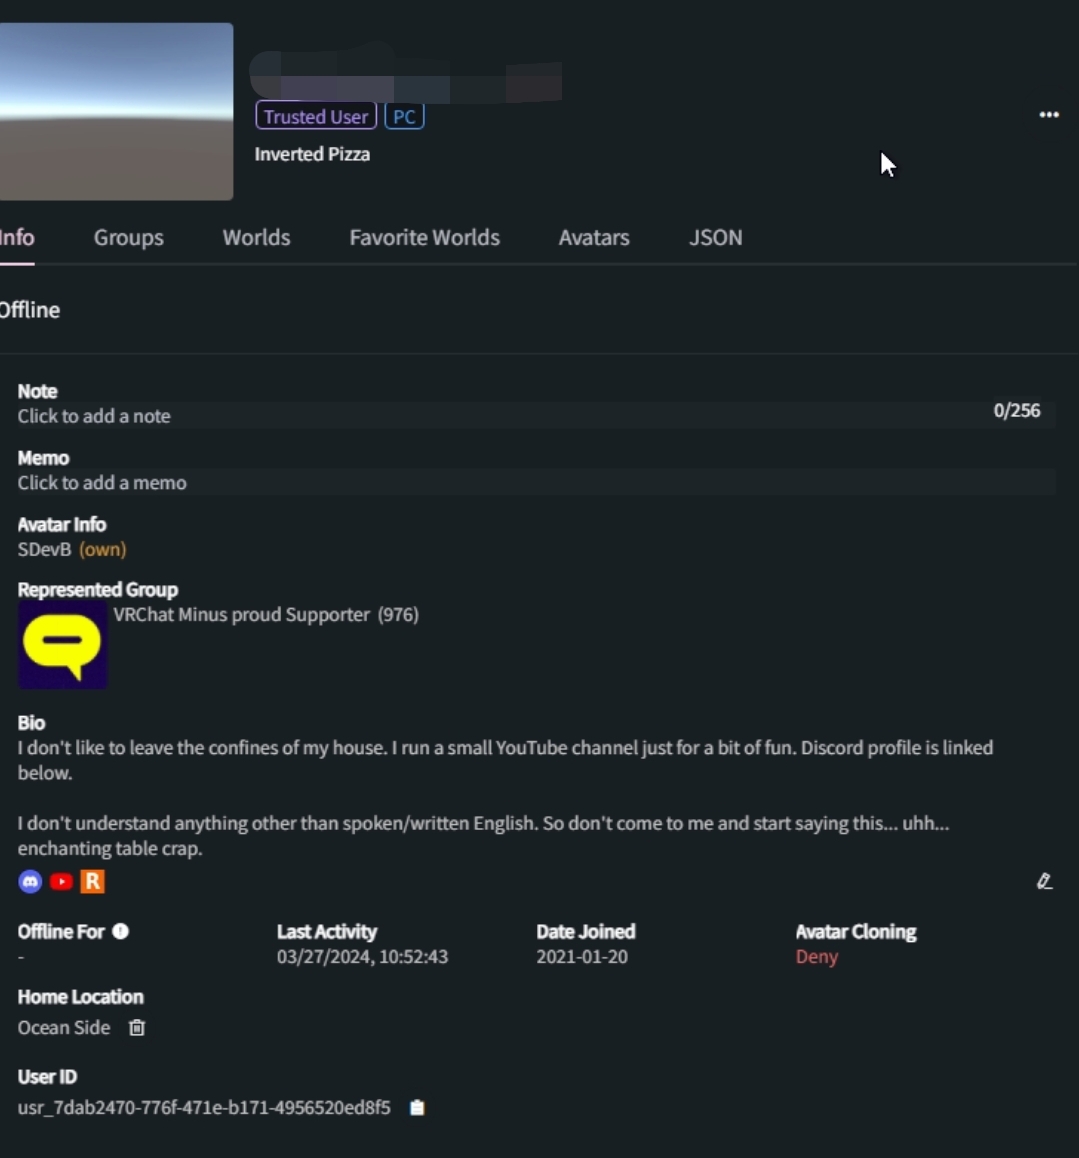 Trusted User PC
Inverted Pizza
Info Groups Worlds Favorite Worlds Avatars JSON
Offline
Note
Click to add a note 0/256
Memo
Click to add a memo
Avatar Info
SDevB (own)
Represented Group
VRChat Minus proud Supporter (976)
Bio
I don't like to leave the confines of my house. I run a small YouTube channel just for a bit of fun. Discord profile is linked
below.
I don't understand anything other than spoken/written English. So don't come to me and start saying this... uhh...
enchanting table crap.
R
Offline For Last Activity Date Joined Avatar Cloning
- 03/27/2024, 10:52:43 2021-01-20 Deny
Home Location
Ocean Side
User ID
usr_7dab2470-776f-471e-b171-4956520ed8f5